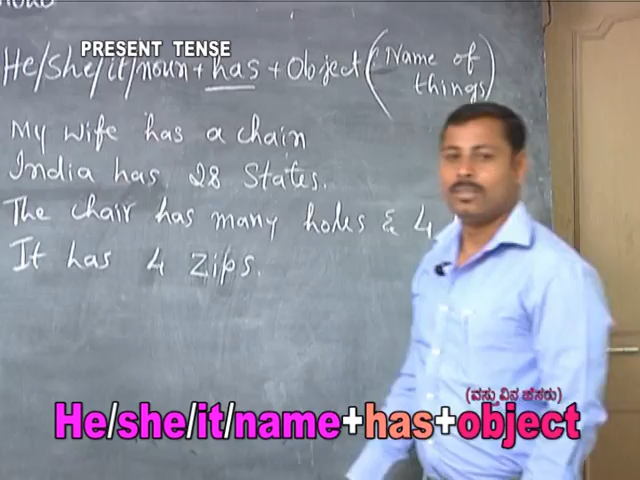 PRESENT TENSE
He/she/it/noun + has + Object (Name of
things)
My wife has a chain
India has 28 States.
The chair has many holes & 4
It has 4 zips.
(ವಸ್ತುವಿನ ಹೆಸರು)
He/she/it/name+has+object